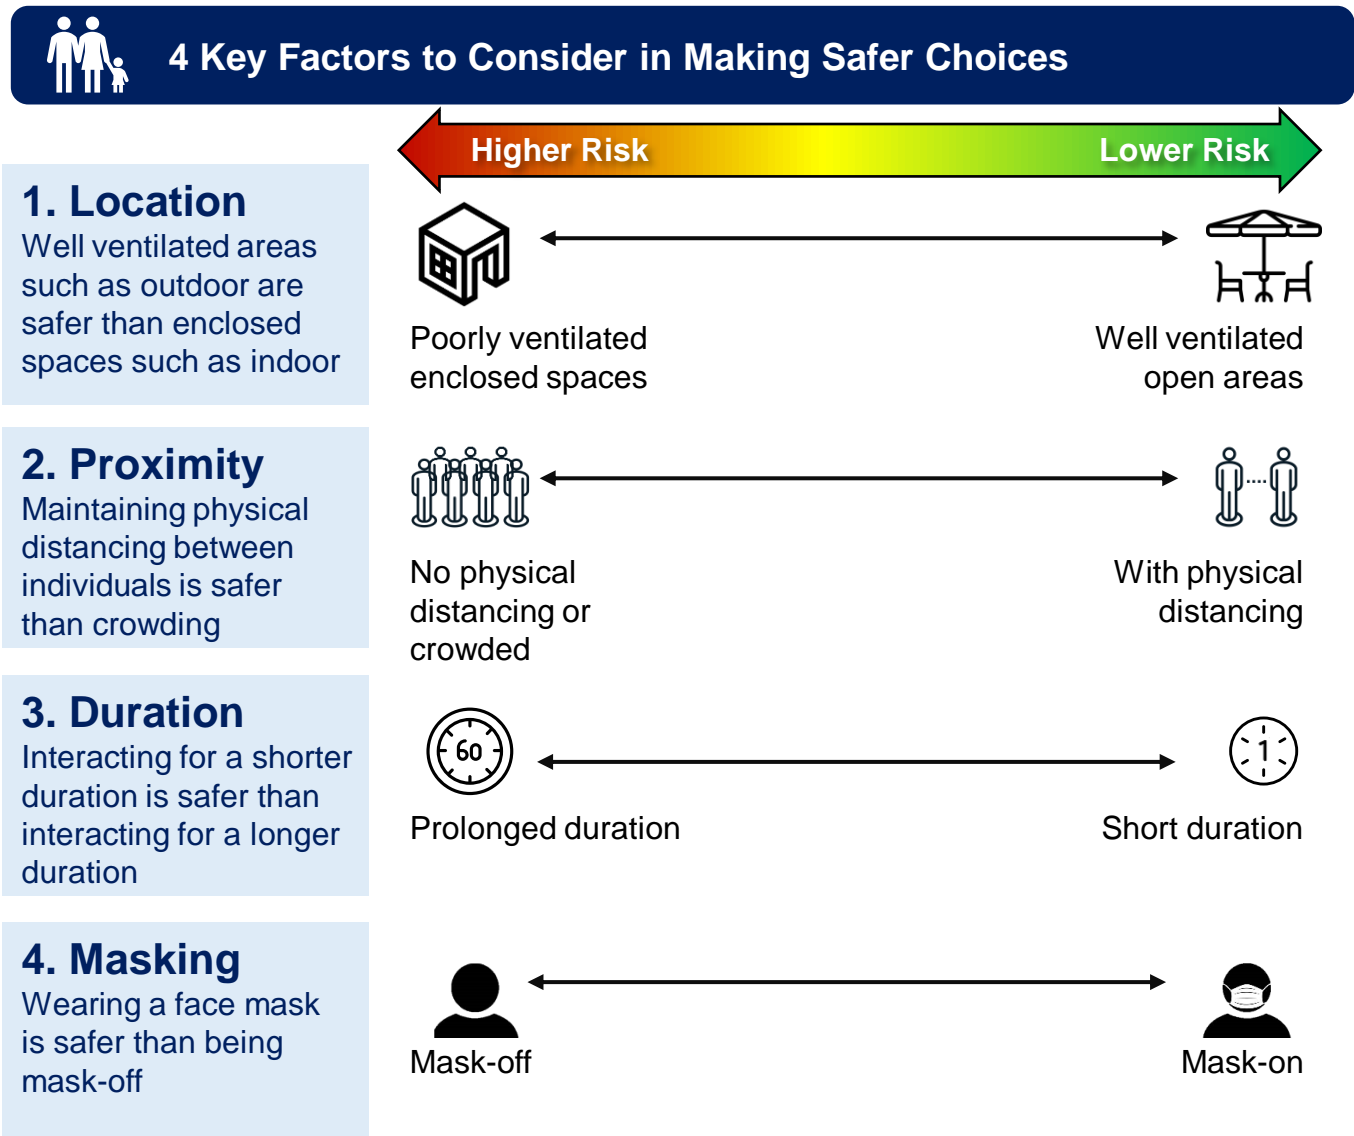 4 Key Factors to Consider in Making Safer Choices
Higher Risk
Lower Risk
1. Location
Well ventilated areas
such as outdoor are
safer than enclosed
spaces such as indoor
Poorly ventilated
enclosed spaces
Well ventilated
open areas
2. Proximity
Maintaining physical
distancing between
individuals is safer
than crowding
No physical
distancing or
crowded
With physical
distancing
3. Duration
Interacting for a shorter
duration is safer than
interacting for a longer
duration
60
Prolonged duration
1
Short duration
4. Masking
Wearing a face mask
is safer than being
mask-off
Mask-off
Mask-on